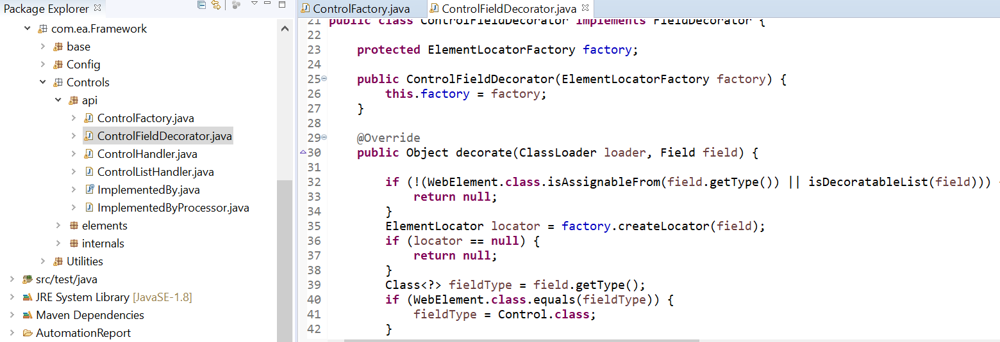 Package Explorer
com.ea.Framework
base
Config
Controls
api
ControlFactory.java
ControlFieldDecorator.java
ControlHandler.java
ControlListHandler.java
ImplementedBy.java
ImplementedByProcessor.java
elements
internals
Utilities
src/test/java
JRE System Library [JavaSE-1.8]
Maven Dependencies
AutomationReport
ControlFactory.java
ControlFieldDecorator.java
21 public class ControlFieldDecorator implements FieldDecorator {
22
23     protected ElementLocatorFactory factory;
24
25     public ControlFieldDecorator(ElementLocatorFactory factory) {
26         this.factory = factory;
27     }
28
29     @Override
30     public Object decorate(ClassLoader loader, Field field) {
31
32         if (!(WebElement.class.isAssignableFrom(field.getType()) || isDecoratableList(field))) {
33             return null;
34         }
35         ElementLocator locator = factory.createLocator(field);
36         if (locator == null) {
37             return null;
38         }
39         Class<?> fieldType = field.getType();
40         if (WebElement.class.equals(fieldType)) {
41             fieldType = Control.class;
42         }